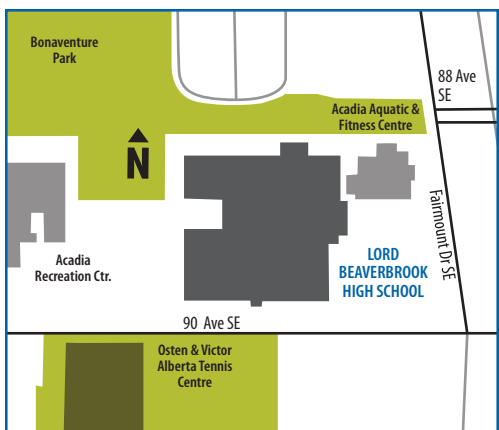 Bonaventure
Park
88 Ave
SE
Acadia Aquatic &
Fitness Centre
N
Fairmount Dr SE
Acadia
Recreation Ctr.
LORD
BEAVERBROOK
HIGH SCHOOL
90 Ave SE
Osten & Victor
Alberta Tennis
Centre